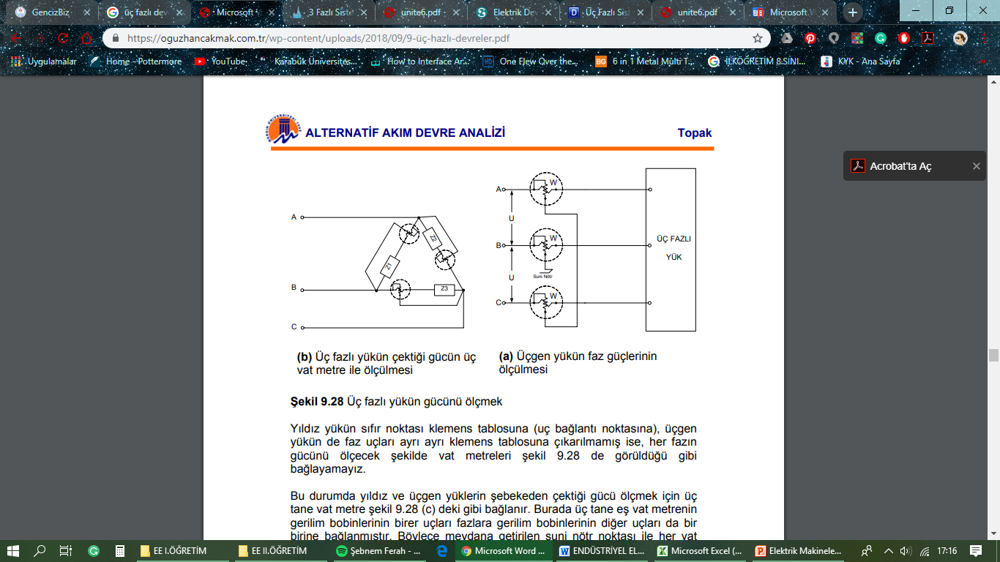 GencizBiz
üç fazlı dev
Microsoft W
3 Fazlı Siste
unite6.pdf -
Elektrik Dev
Üç Fazlı Sis
unite6.pdf
Microsoft W
https://oguzhancakmak.com.tr/wp-content/uploads/2018/09/9-üç-hazlı-devreler.pdf
Uygulamalar
Home - Pottermore
YouTube
Karabük Üniversites...
How to Interface Ar...
One Flew Over the...
6 in 1 Metal Multi T...
İLKÖĞRETİM 8.SINI...
KYK - Ana Sayfa
ALTERNATİF AKIM DEVRE ANALİZİ Topak
Acrobat'ta Aç
A
B
C
Z1
Z2
Z3
A
W
U
B
W
Suni Nötr
U
C
W
ÜÇ FAZLI
YÜK
(b) Üç fazlı yükün çektiği gücün üç
vat metre ile ölçülmesi
(a) Üçgen yükün faz güçlerinin
ölçülmesi
Şekil 9.28 Üç fazlı yükün gücünü ölçmek
Yıldız yükün sıfır noktası klemens tablosuna (uç bağlantı noktasına), üçgen
yükün de faz uçları ayrı ayrı klemens tablosuna çıkarılmamış ise, her fazın
gücünü ölçecek şekilde vat metreleri şekil 9.28 de görüldüğü gibi
bağlayamayız.
Bu durumda yıldız ve üçgen yüklerin şebekeden çektiği gücü ölçmek için üç
tane vat metre şekil 9.28 (c) deki gibi bağlanır. Burada üç tane eş vat metrenin
gerilim bobinlerinin birer uçları fazlara gerilim bobinlerinin diğer uçları da bir
birine bağlanmıştır. Böylece meydana getirilen suni nötr noktası ile her vat
EE I.ÖĞRETİM
EE II.ÖĞRETİM
Şebnem Ferah - ...
Microsoft Word ...
ENDÜSTRİYEL EL...
Microsoft Excel (...
Elektrik Makinele...
17:16